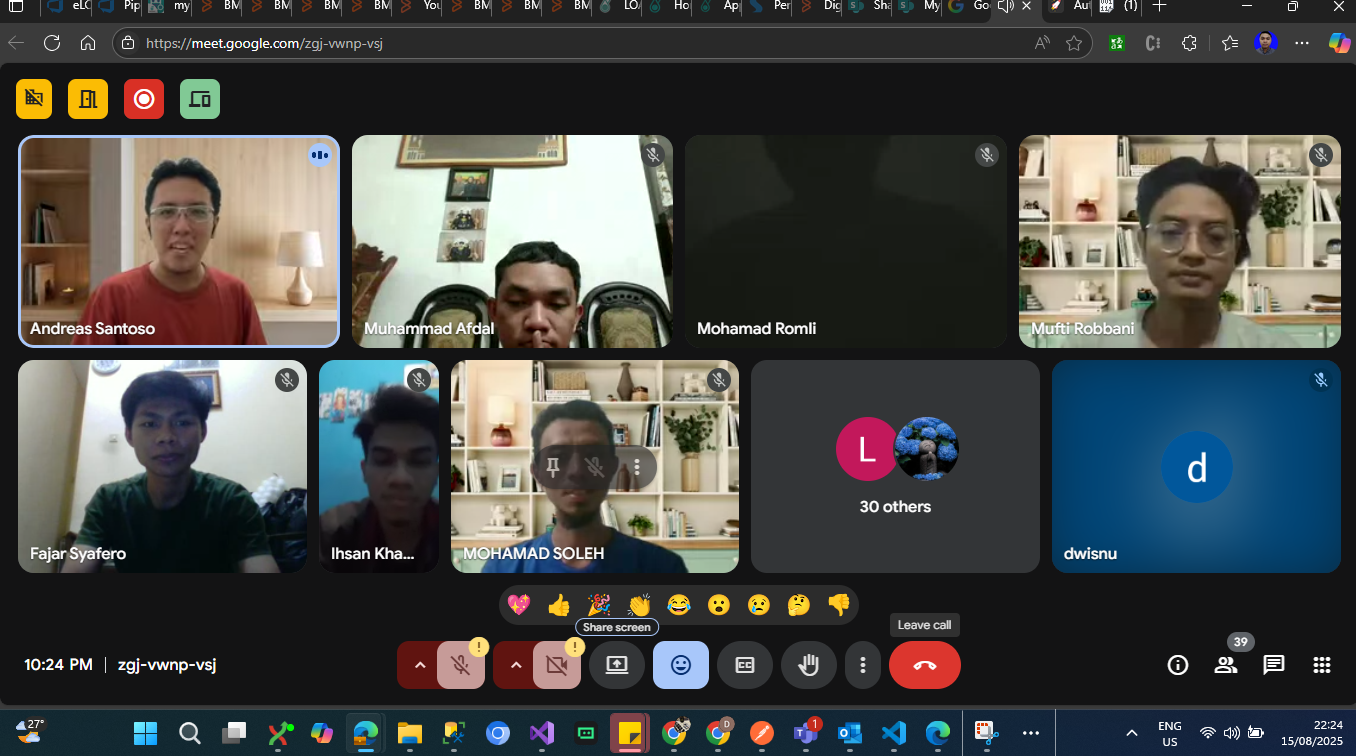 eL(
Pip
my
BM
BM
BM
BM
You
BM
BM
BM
LO
Ho
Ap
Per
Dig
Sha
My
Go
Au
(1)
https://meet.google.com/zgj-vwnp-vsj
Andreas Santoso
Muhammad Afdal
Mohamad Romli
Mufti Robbani
Fajar Syafero
Ihsan Kha...
MOHAMAD SOLEH
L
30 others
d
dwisnu
Share screen
Leave call
10:24 PM | zgj-vwnp-vsj
39
27°
D
1
ENG
US
22:24
15/08/2025